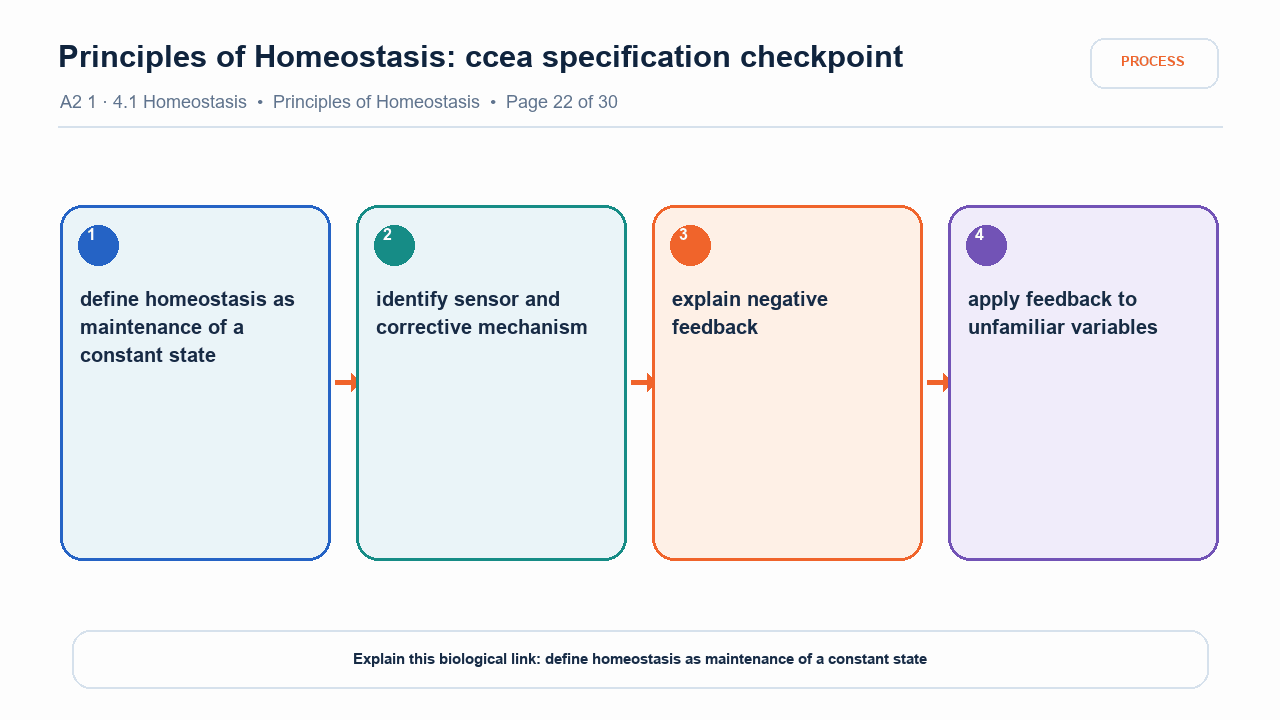 Principles of Homeostasis: ccea specification checkpoint
PROCESS
A2 1 · 4.1 Homeostasis • Principles of Homeostasis • Page 22 of 30
1
define homeostasis as
maintenance of a
constant state
2
identify sensor and
corrective mechanism
3
explain negative
feedback
4
apply feedback to
unfamiliar variables
Explain this biological link: define homeostasis as maintenance of a constant state